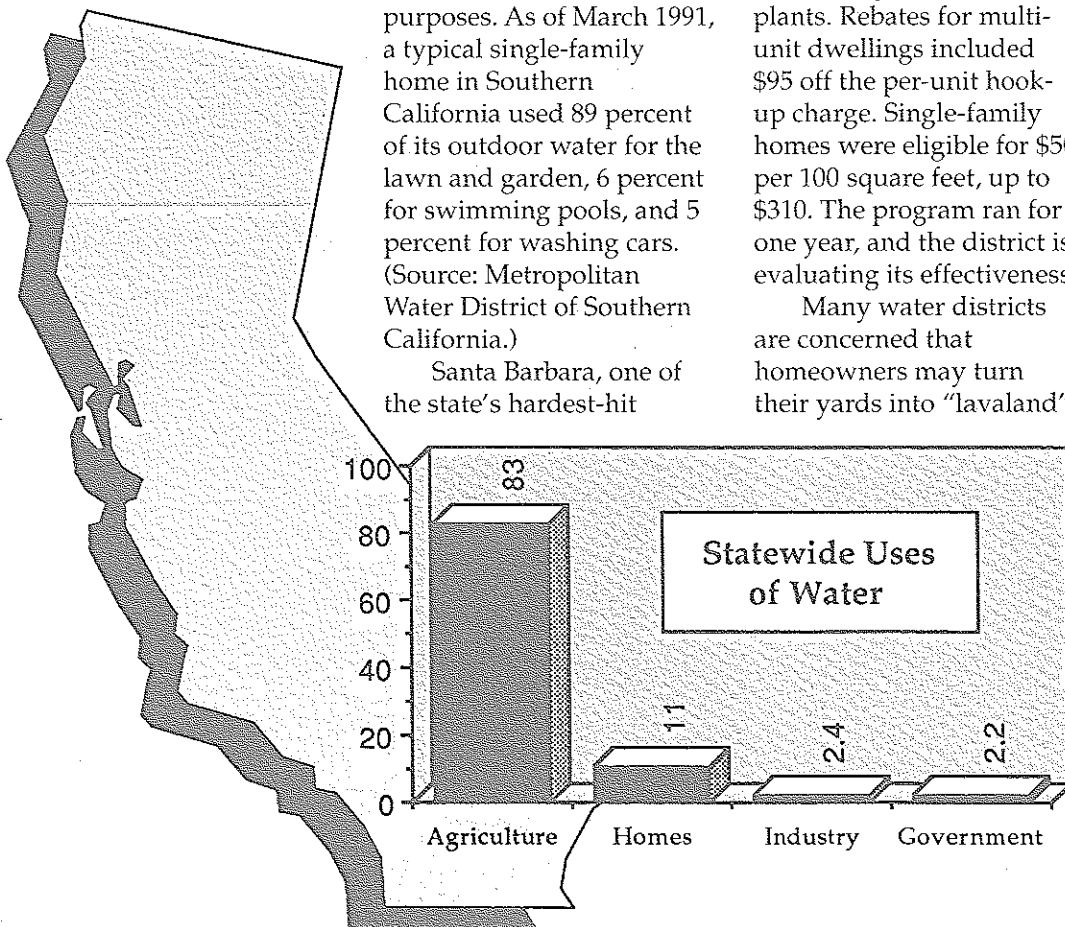 purposes. As of March 1991,
a typical single-family
home in Southern
California used 89 percent
of its outdoor water for the
lawn and garden, 6 percent
for swimming pools, and 5
percent for washing cars.
(Source: Metropolitan
Water District of Southern
California.)
Santa Barbara, one of
the state's hardest-hit
plants. Rebates for multi-
unit dwellings included
$95 off the per-unit hook-
up charge. Single-family
homes were eligible for $50
per 100 square feet, up to
$310. The program ran for
one year, and the district is
evaluating its effectiveness
Many water districts
are concerned that
homeowners may turn
their yards into "lavaland"
Statewide Uses
of Water
100
80
60
40
20
0
83
11
2.4
2.2
Agriculture
Homes
Industry
Government